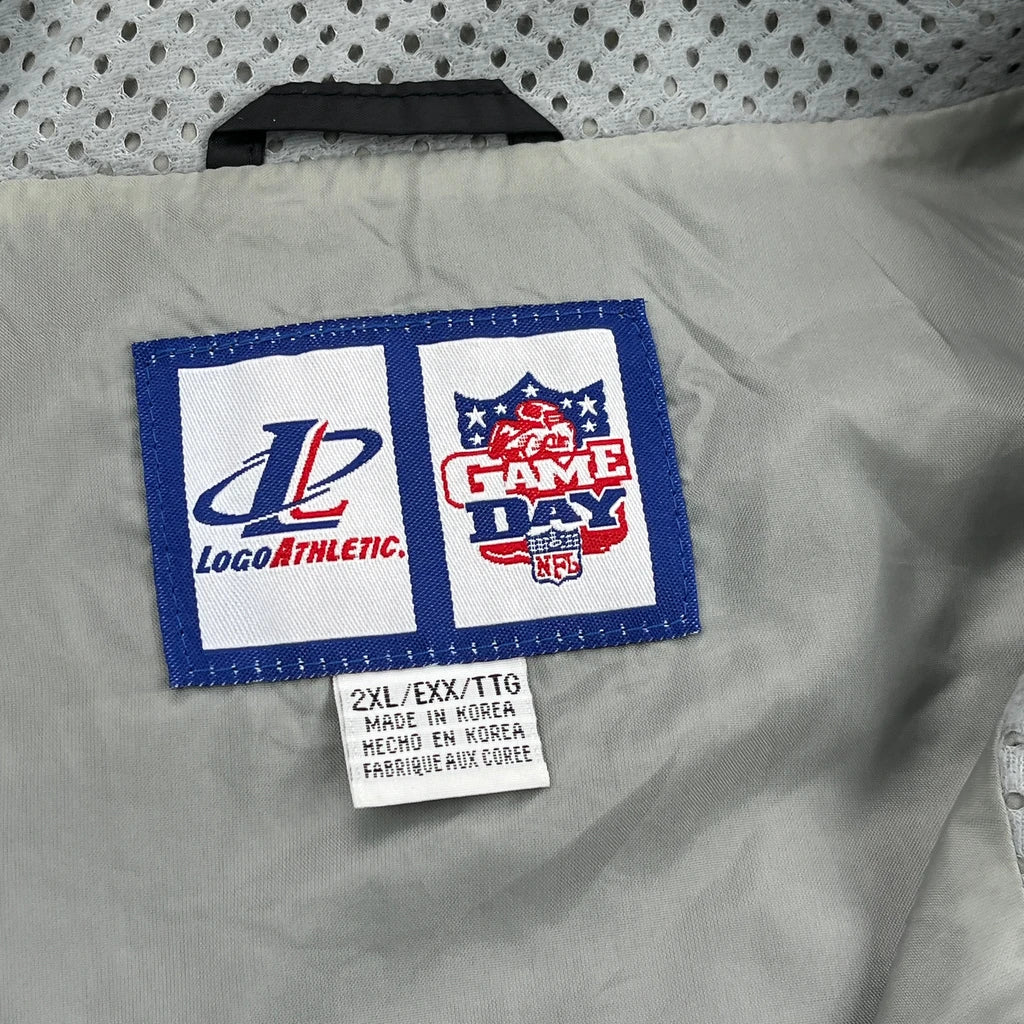 LOGOATHLETIC.
GAME
DAY
NFL
2XL/EXX/TTG
MADE IN KOREA
HECHO EN KOREA
FABRIQUE AUX COREE